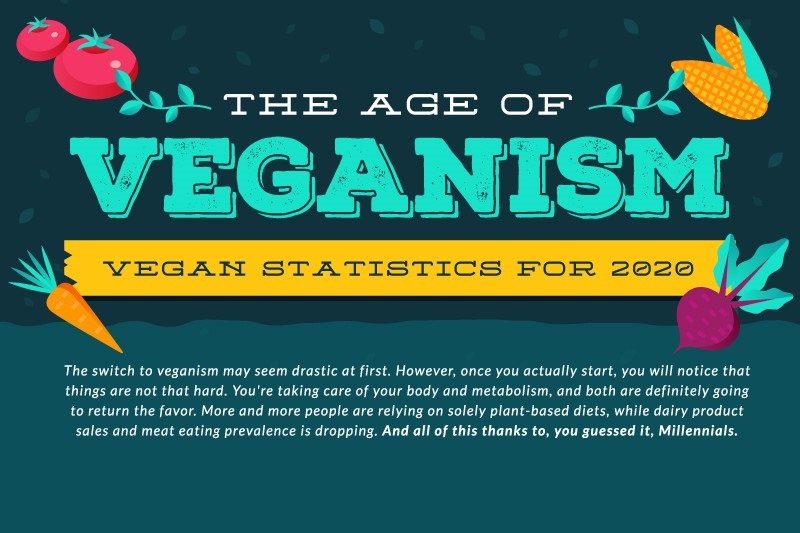 THE AGE OF
VEGANISM
VEGAN STATISTICS FOR 2020
The switch to veganism may seem drastic at first. However, once you actually start, you will notice that
things are not that hard. You're taking care of your body and metabolism, and both are definitely going
to return the favor. More and more people are relying on solely plant-based diets, while dairy product
sales and meat eating prevalence is dropping. And all of this thanks to, you guessed it, Millennials.